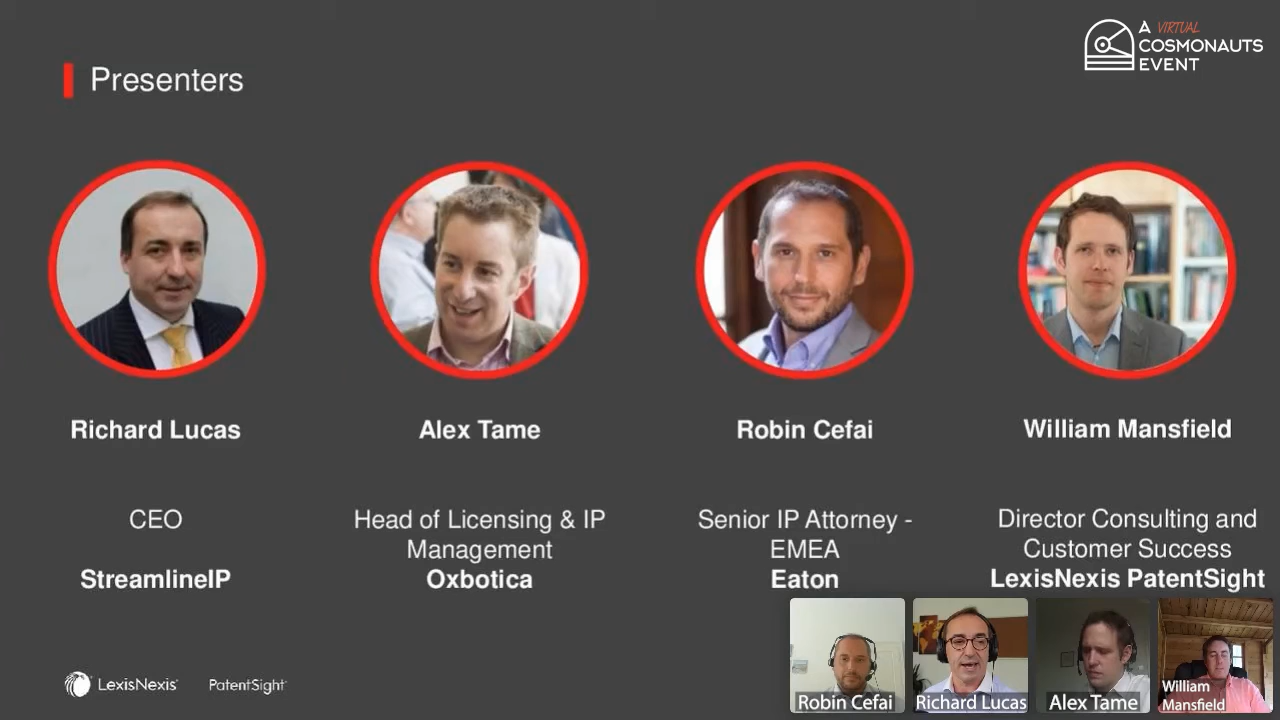 A VIRTUAL
COSMONAUTS
EVENT
Presenters
Richard Lucas
Alex Tame
Robin Cefai
William Mansfield
CEO
StreamlineIP
Head of Licensing & IP
Management
Oxbotica
Senior IP Attorney -
EMEA
Eaton
Director Consulting and
Customer Success
LexisNexis PatentSight
Robin Cefai
Richard Lucas
Alex Tame
William
Mansfield
LexisNexis®
PatentSight®